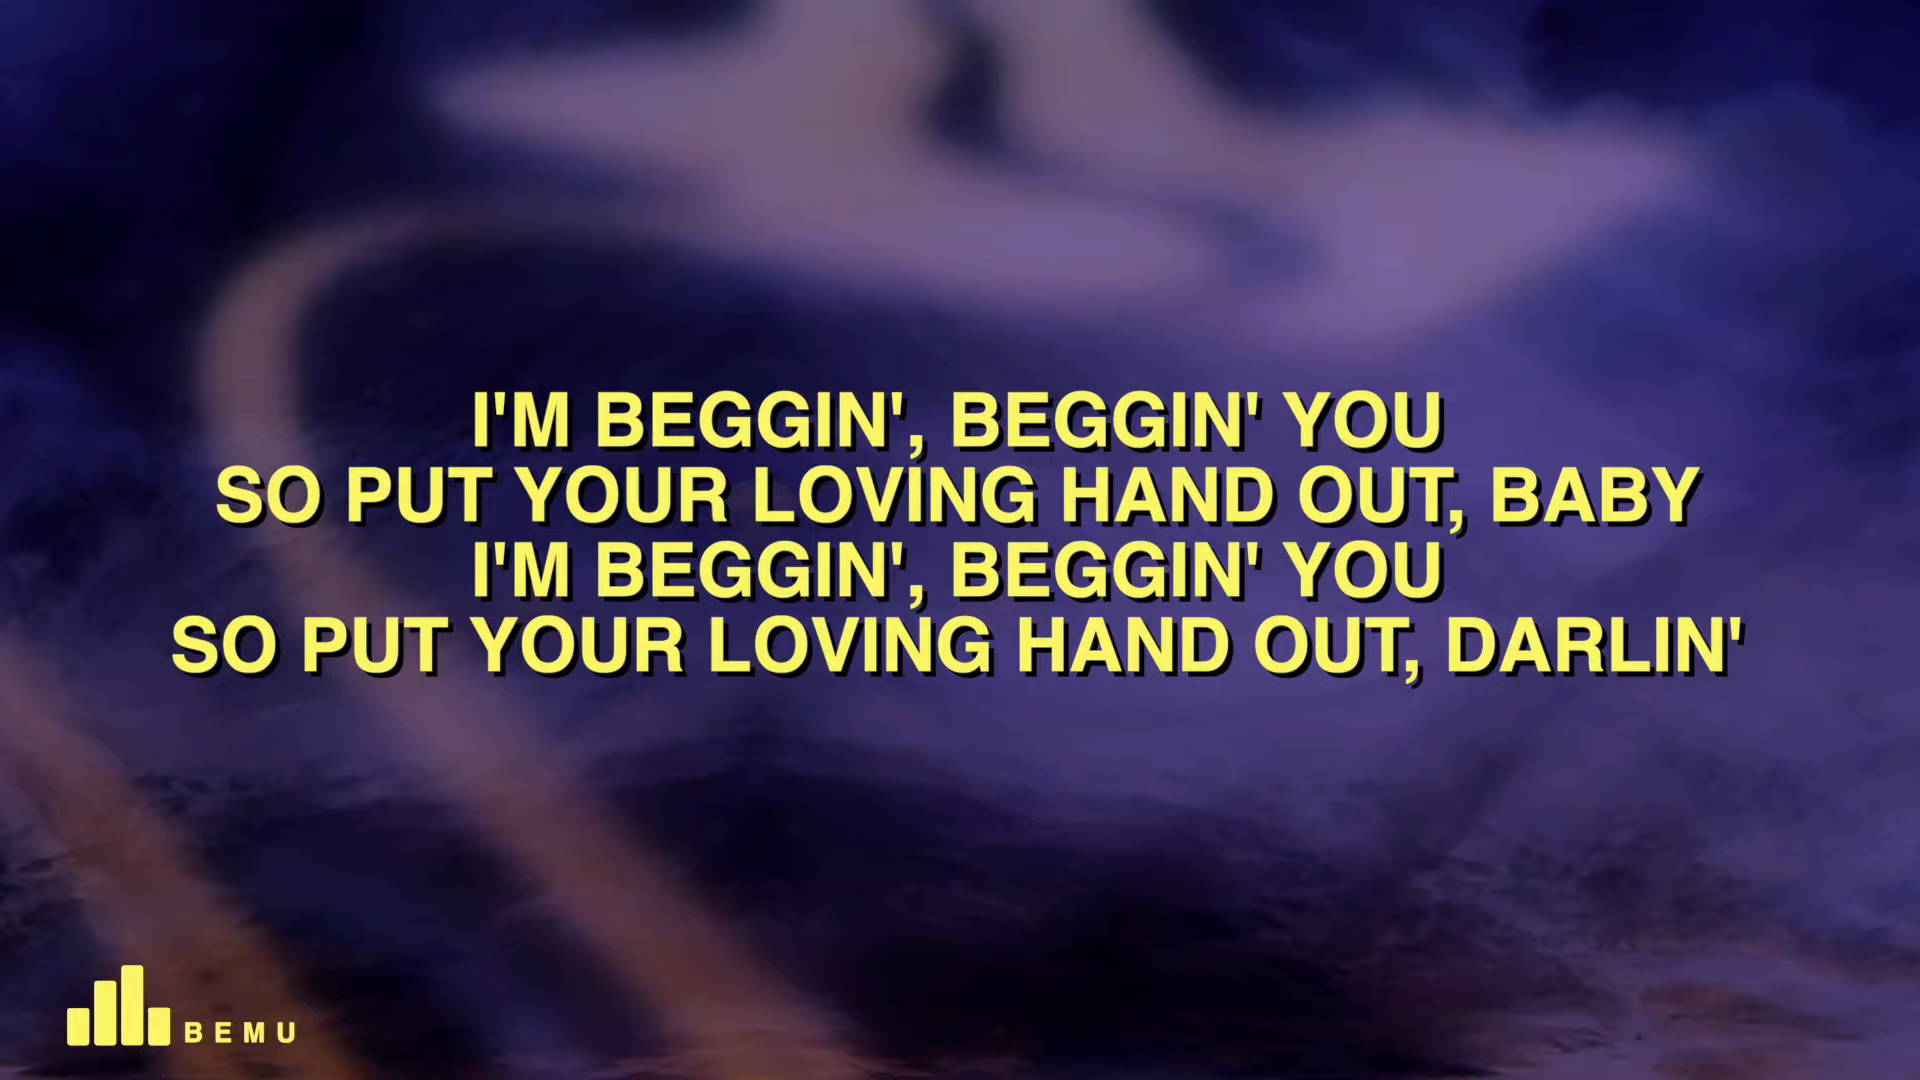 I'M BEGGIN', BEGGIN' YOU
SO PUT YOUR LOVING HAND OUT, BABY
I'M BEGGIN', BEGGIN' YOU
SO PUT YOUR LOVING HAND OUT, DARLIN'
BEMU